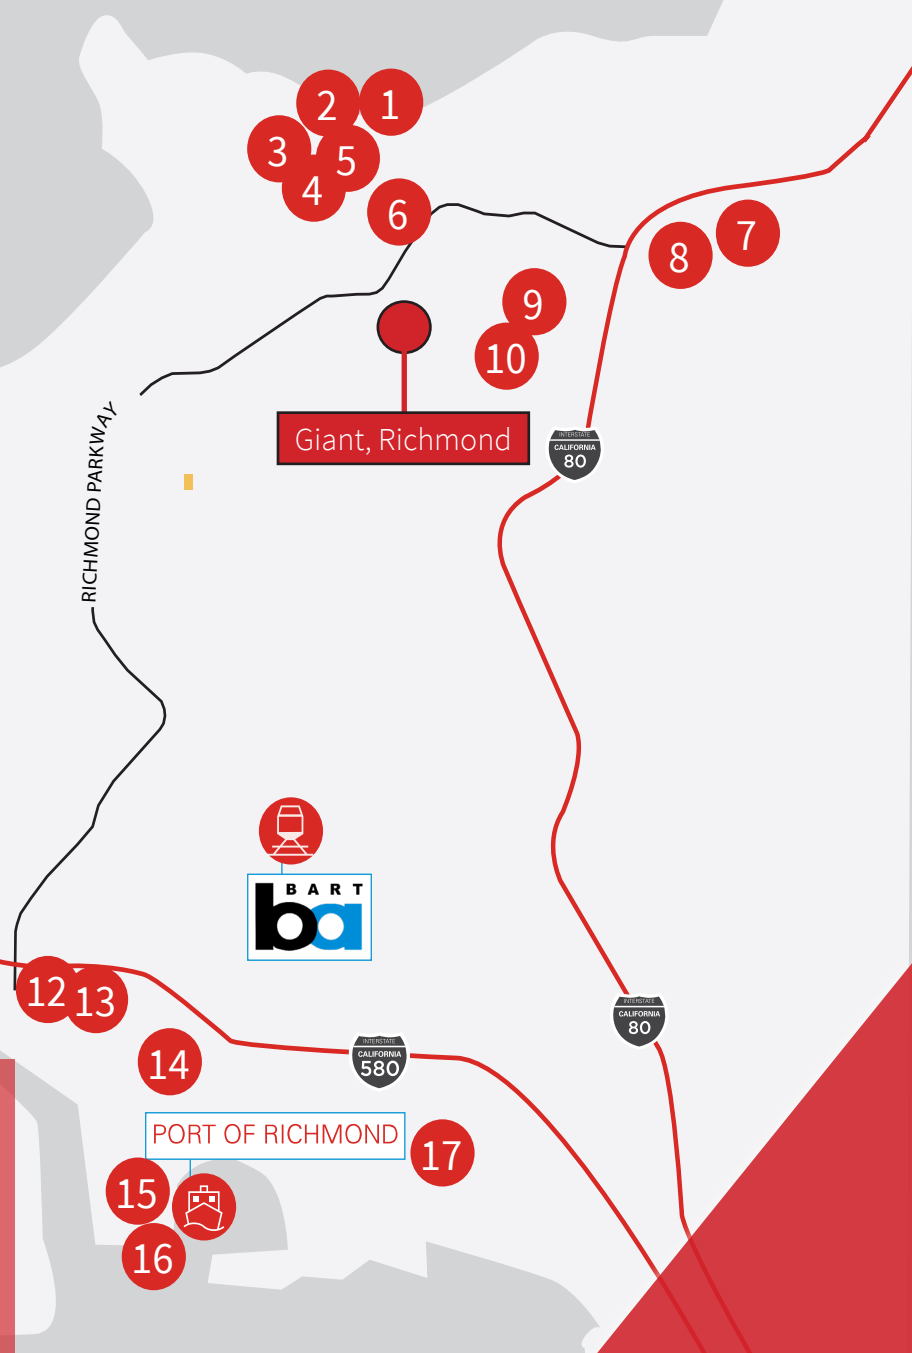 2
1
3
5
4
6
7
8
9
10
Giant, Richmond
INTERSTATE
CALIFORNIA
80
RICHMOND PARKWAY
BART
ba
12
13
INTERSTATE
CALIFORNIA
80
INTERSTATE
CALIFORNIA
580
14
PORT OF RICHMOND
17
15
16